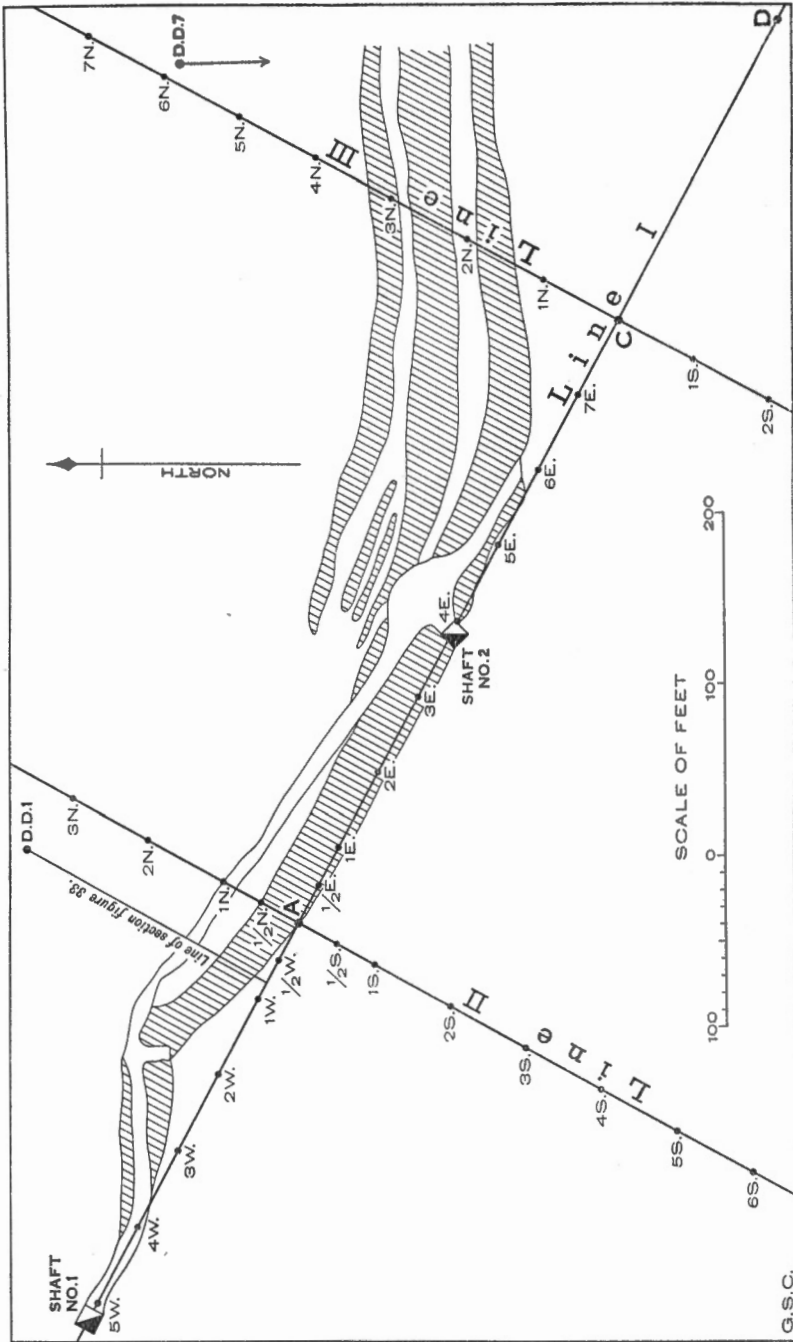 SHAFT
NO.1
5W.
4W.
3W.
2W.
1W.
1/2W.
A
1/2E.
1E.
2E.
3E.
4E.
SHAFT
NO.2
5E.
6E.
7E.
C
D
Line I
D.D.1
Line of section figure 33.
3N.
2N.
1N.
1/2N.
1/2S.
1S.
2S.
3S.
4S.
5S.
6S.
Line II
D.D.7
7N.
6N.
5N.
4N.
3N.
2N.
1N.
1S.
2S.
Line III
NORTH
100 0 100 200
SCALE OF FEET
G.S.C.